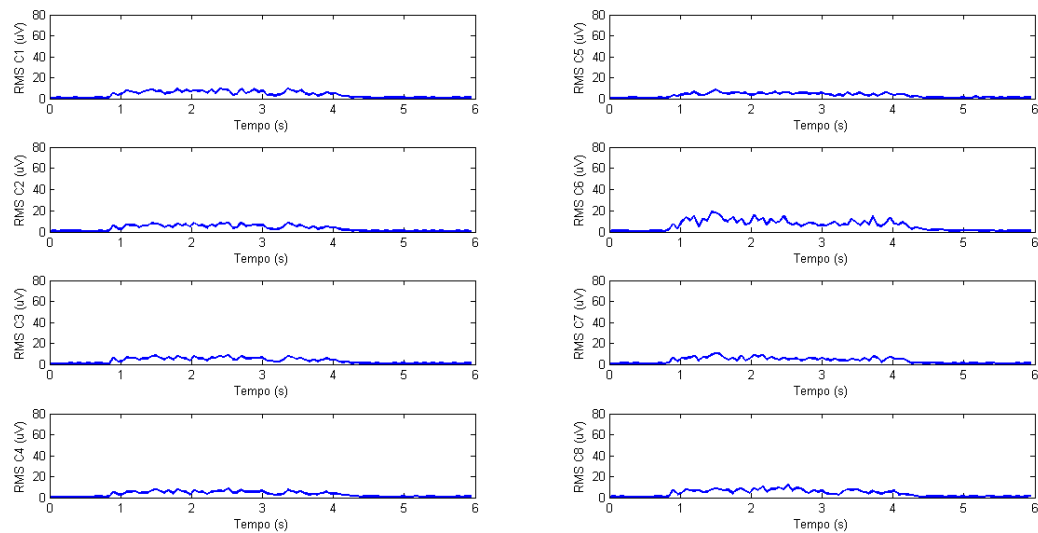 80
60
40
20
0
RMS C1 (uV)
0 1 2 3 4 5 6
Tempo (s)
80
60
40
20
0
RMS C2 (uV)
0 1 2 3 4 5 6
Tempo (s)
80
60
40
20
0
RMS C3 (uV)
0 1 2 3 4 5 6
Tempo (s)
80
60
40
20
0
RMS C4 (uV)
0 1 2 3 4 5 6
Tempo (s)
80
60
40
20
0
RMS C5 (uV)
0 1 2 3 4 5 6
Tempo (s)
80
60
40
20
0
RMS C6 (uV)
0 1 2 3 4 5 6
Tempo (s)
80
60
40
20
0
RMS C7 (uV)
0 1 2 3 4 5 6
Tempo (s)
80
60
40
20
0
RMS C8 (uV)
0 1 2 3 4 5 6
Tempo (s)